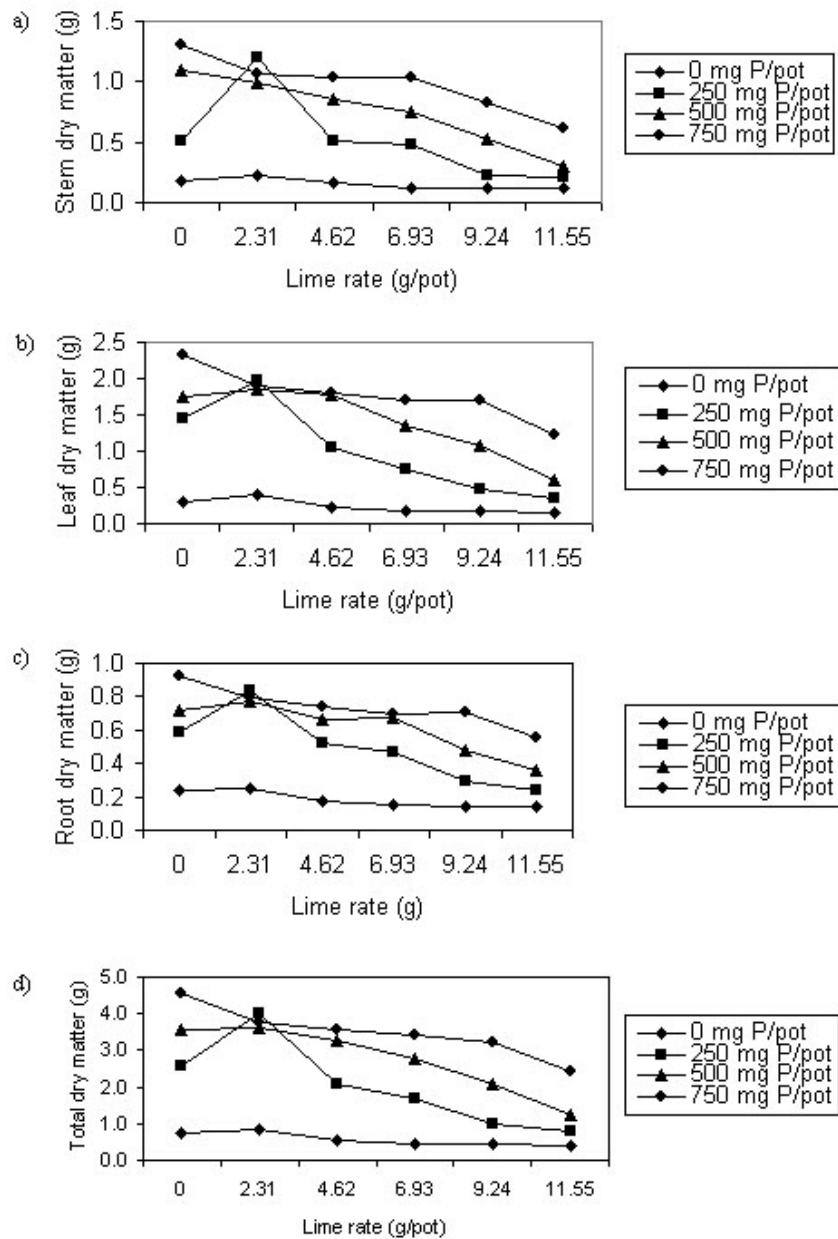 a)
Stem dry matter (g)
1.5
1.0
0.5
0.0
0 2.31 4.62 6.93 9.24 11.55
Lime rate (g/pot)
0 mg P/pot
250 mg P/pot
500 mg P/pot
750 mg P/pot
b)
Leaf dry matter (g)
2.5
2.0
1.5
1.0
0.5
0.0
0 2.31 4.62 6.93 9.24 11.55
Lime rate (g/pot)
0 mg P/pot
250 mg P/pot
500 mg P/pot
750 mg P/pot
c)
Root dry matter (g)
1.0
0.8
0.6
0.4
0.2
0.0
0 2.31 4.62 6.93 9.24 11.55
Lime rate (g)
0 mg P/pot
250 mg P/pot
500 mg P/pot
750 mg P/pot
d)
Total dry matter (g)
5.0
4.0
3.0
2.0
1.0
0.0
0 2.31 4.62 6.93 9.24 11.55
Lime rate (g/pot)
0 mg P/pot
250 mg P/pot
500 mg P/pot
750 mg P/pot